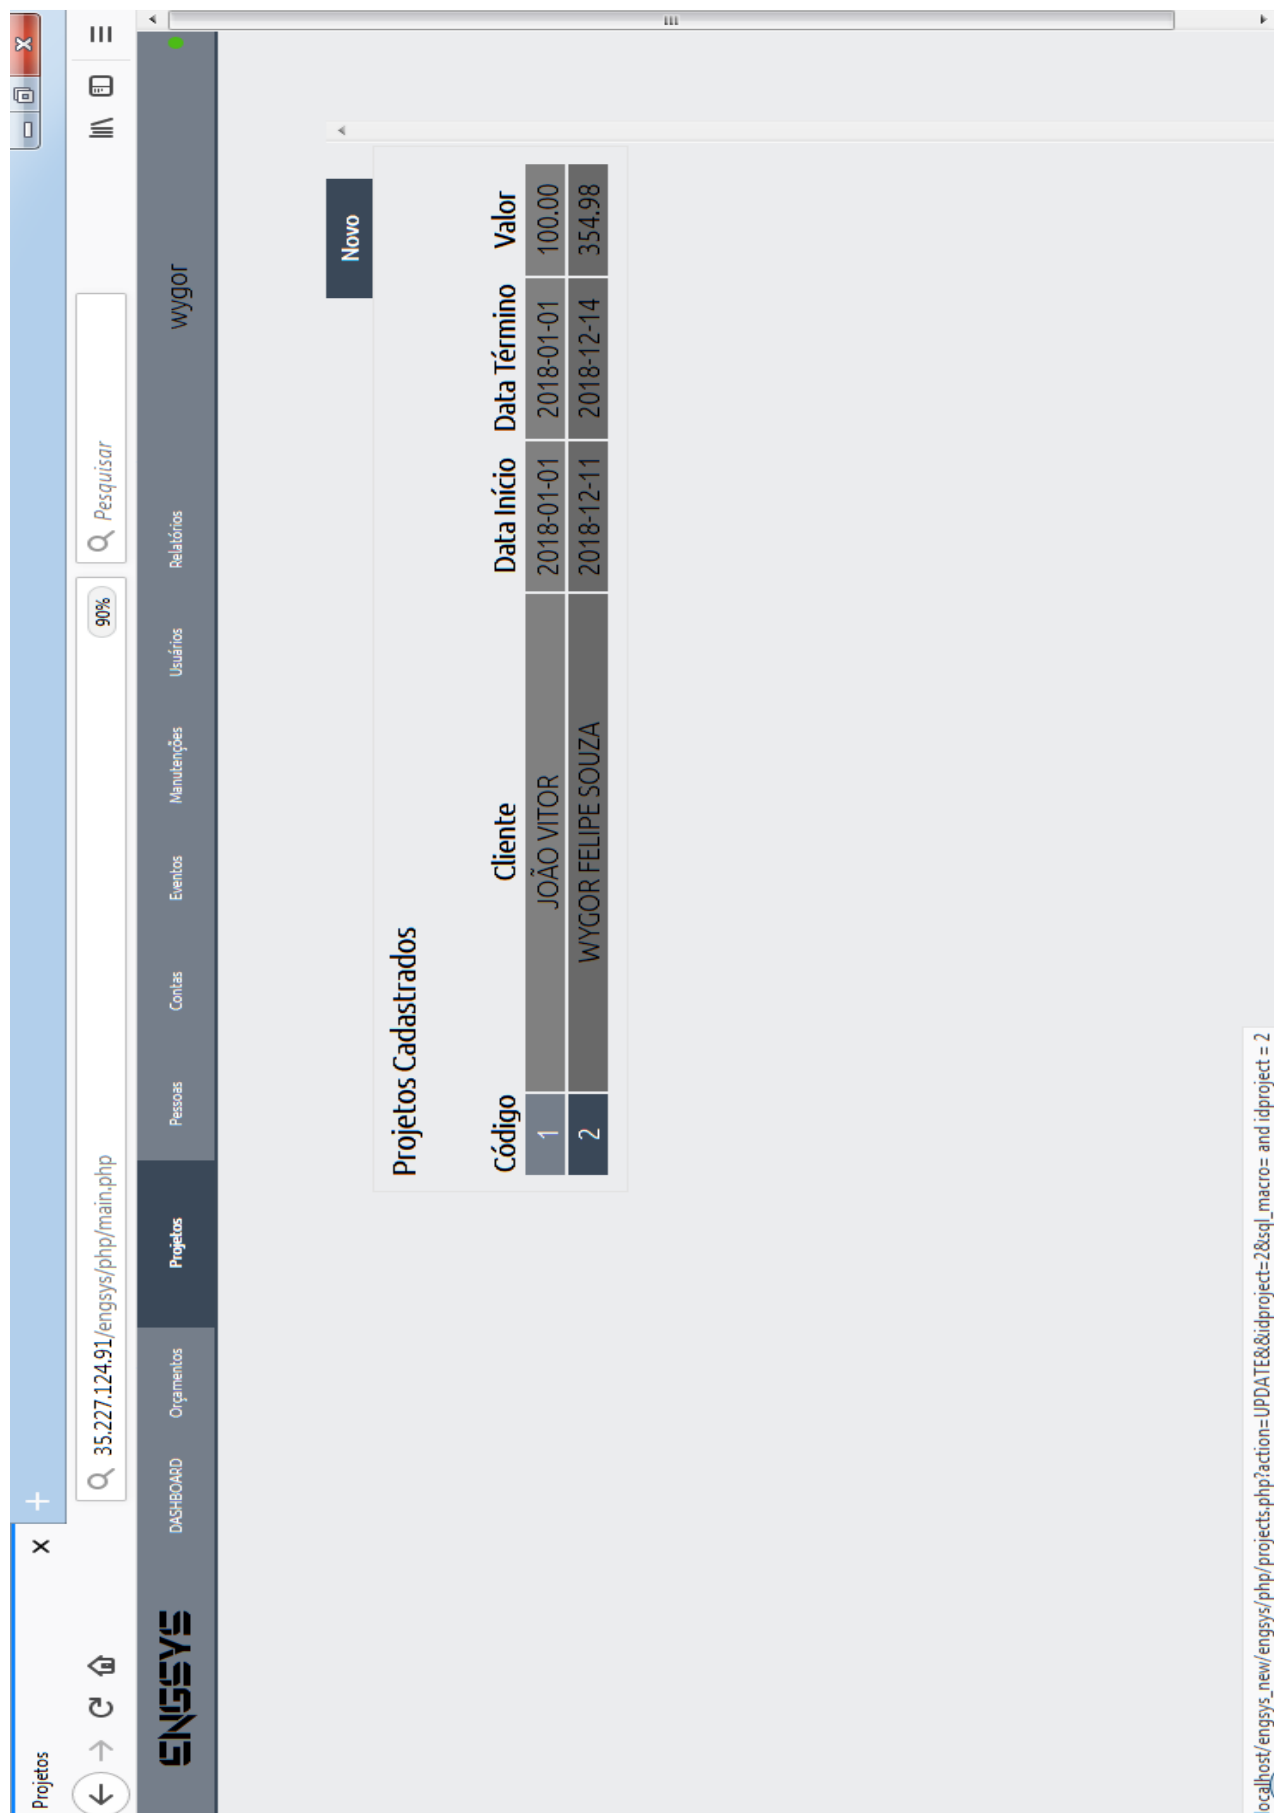 Projetos
35.227.124.91/engsys/php/main.php
90%
Pesquisar
ENGSYS
DASHBOARD
Orçamentos
Projetos
Pessoas
Contas
Eventos
Manutenções
Usuários
Relatórios
wygor
Novo
Projetos Cadastrados
Código Cliente Data Início Data Término Valor
1 JOÃO VITOR 2018-01-01 2018-01-01 100.00
2 WYGOR FELIPE SOUZA 2018-12-11 2018-12-14 354.98
localhost/engsys_new/engsys/php/projects.php?action=UPDATE&&idproject=2&sql_macro= and idproject = 2